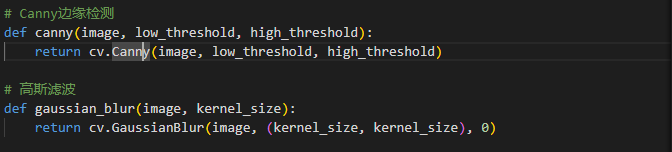 # Canny边缘检测
def canny(image, low_threshold, high_threshold):
    return cv.Canny(image, low_threshold, high_threshold)
# 高斯滤波
def gaussian_blur(image, kernel_size):
    return cv.GaussianBlur(image, (kernel_size, kernel_size), 0)